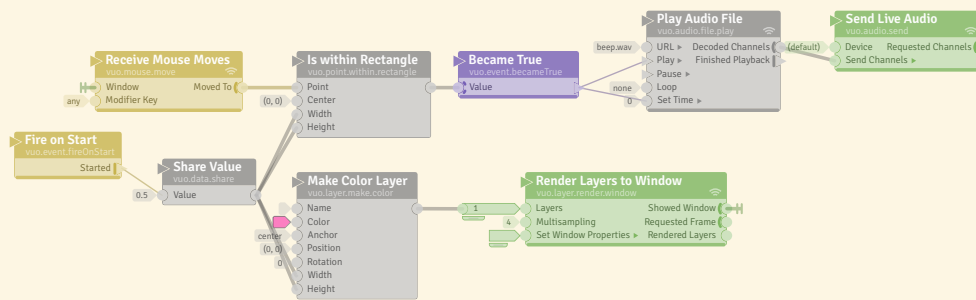 Receive Mouse Moves
vuo.mouse.move
Window Moved To
any Modifier Key
Fire on Start
vuo.event.fireOnStart
Started
Share Value
vuo.data.share
0.5 Value
Is within Rectangle
vuo.point.within.rectangle
Point
(0, 0) Center
Width
Height
Became True
vuo.event.becameTrue
Value
Play Audio File
vuo.audio.file.play
beep.wav URL Decoded Channels
Play Finished Playback
Pause
none Loop
0 Set Time
Send Live Audio
vuo.audio.send
(default) Device Requested Channels
Send Channels
Make Color Layer
vuo.layer.make.color
Name
Color
center Anchor
(0, 0) Position
0 Rotation
Width
Height
Render Layers to Window
vuo.layer.render.window
1 Layers Showed Window
4 Multisampling Requested Frame
Set Window Properties Rendered Layers